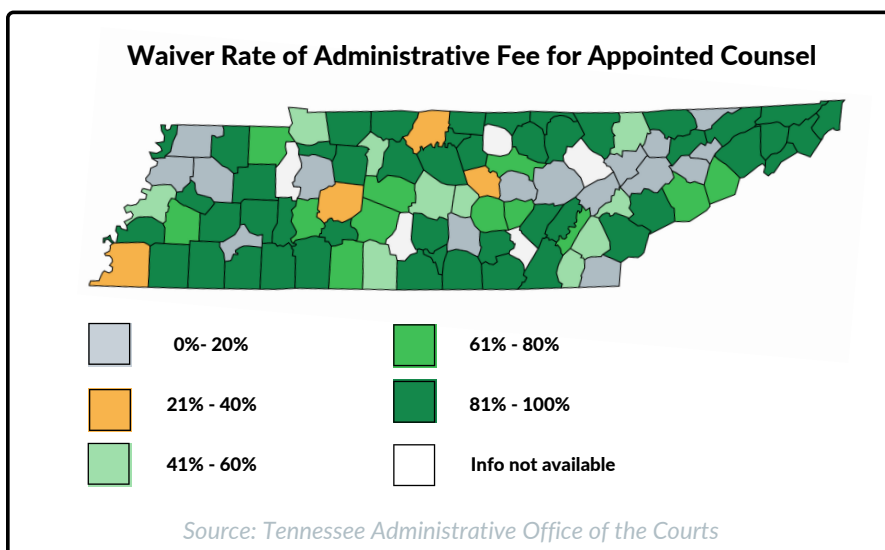 Waiver Rate of Administrative Fee for Appointed Counsel
0%- 20%
61% - 80%
21% - 40%
81% - 100%
41% - 60%
Info not available
Source: Tennessee Administrative Office of the Courts